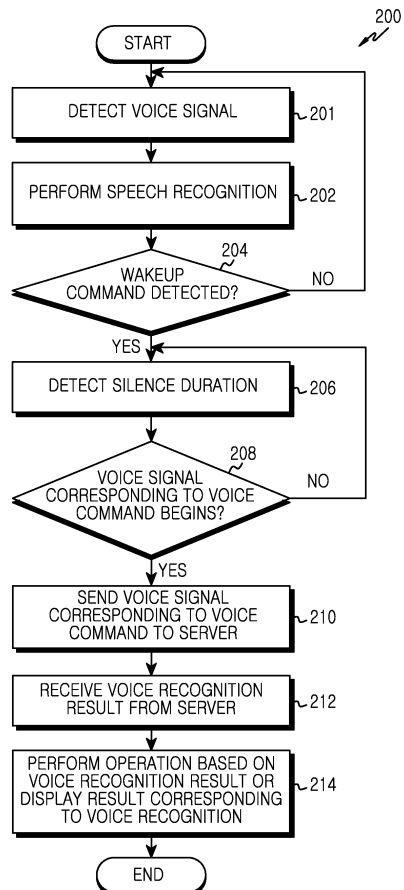 200
START
DETECT VOICE SIGNAL
201
PERFORM SPEECH RECOGNITION
202
204
WAKEUP
COMMAND DETECTED?
NO
YES
DETECT SILENCE DURATION
206
208
VOICE SIGNAL
CORRESPONDING TO VOICE
COMMAND BEGINS?
NO
YES
SEND VOICE SIGNAL
CORRESPONDING TO VOICE
COMMAND TO SERVER
210
RECEIVE VOICE RECOGNITION
RESULT FROM SERVER
212
PERFORM OPERATION BASED ON
VOICE RECOGNITION RESULT OR
DISPLAY RESULT CORRESPONDING
TO VOICE RECOGNITION
214
END